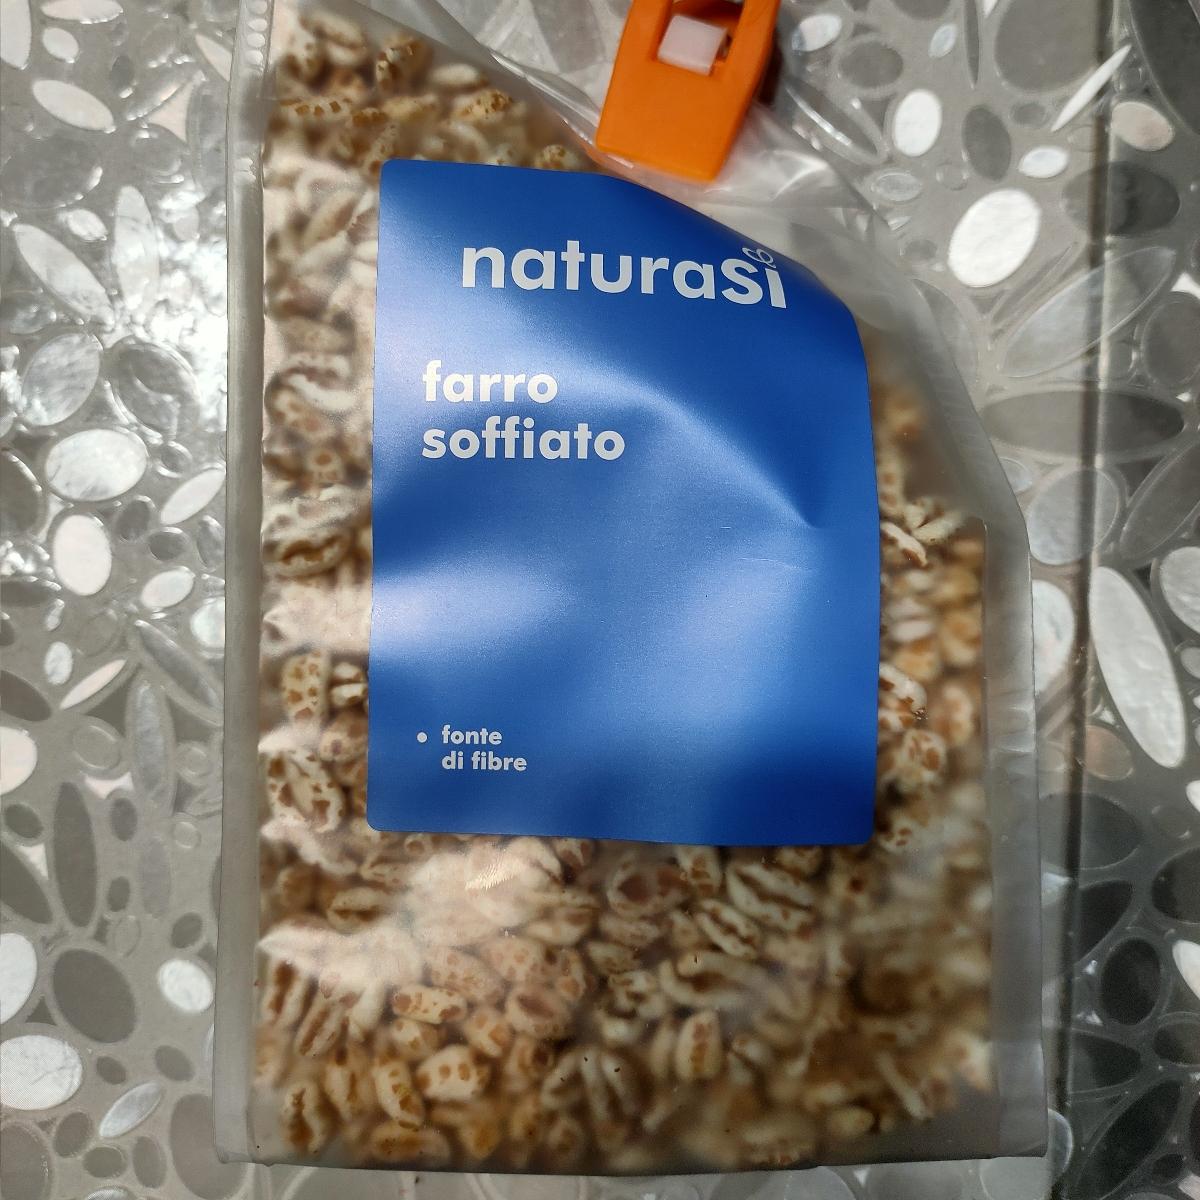 naturaSì
farro
soffiato
• fonte
di fibre